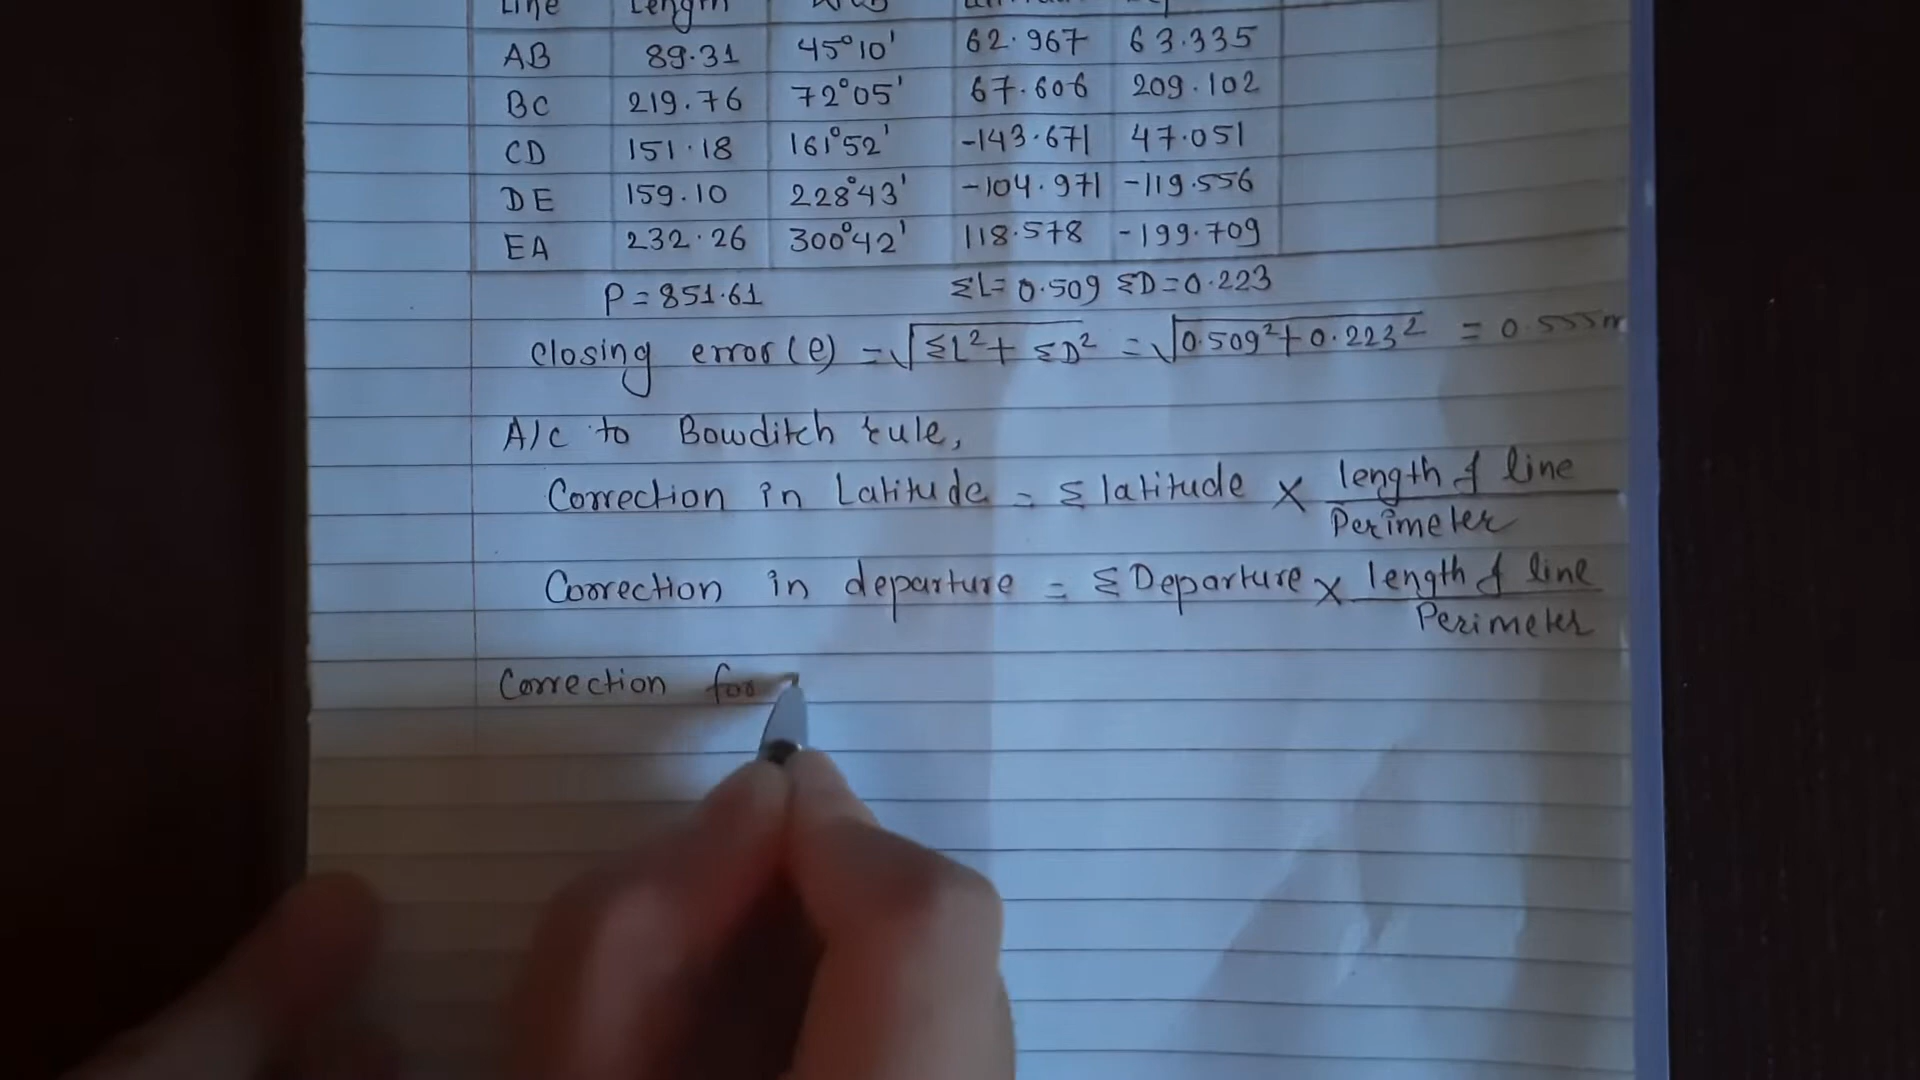 Line Length
AB 89.31 45°10' 62.967 63.335
BC 219.76 72°05' 67.606 209.102
CD 151.18 161°52' -143.671 47.051
DE 159.10 228°43' -104.971 -119.556
EA 232.26 300°42' 118.578 -199.709
P = 851.61 ΣL= 0.509 ΣD=0.223
Closing error(e) = √ΣL² + ΣD² = √0.509²+0.223² = 0.555m
A/c to Bowditch rule,
Correction in Latitude = Σ latitude × length of line / Perimeter
Correction in departure = Σ Departure × length of line / Perimeter
Correction for